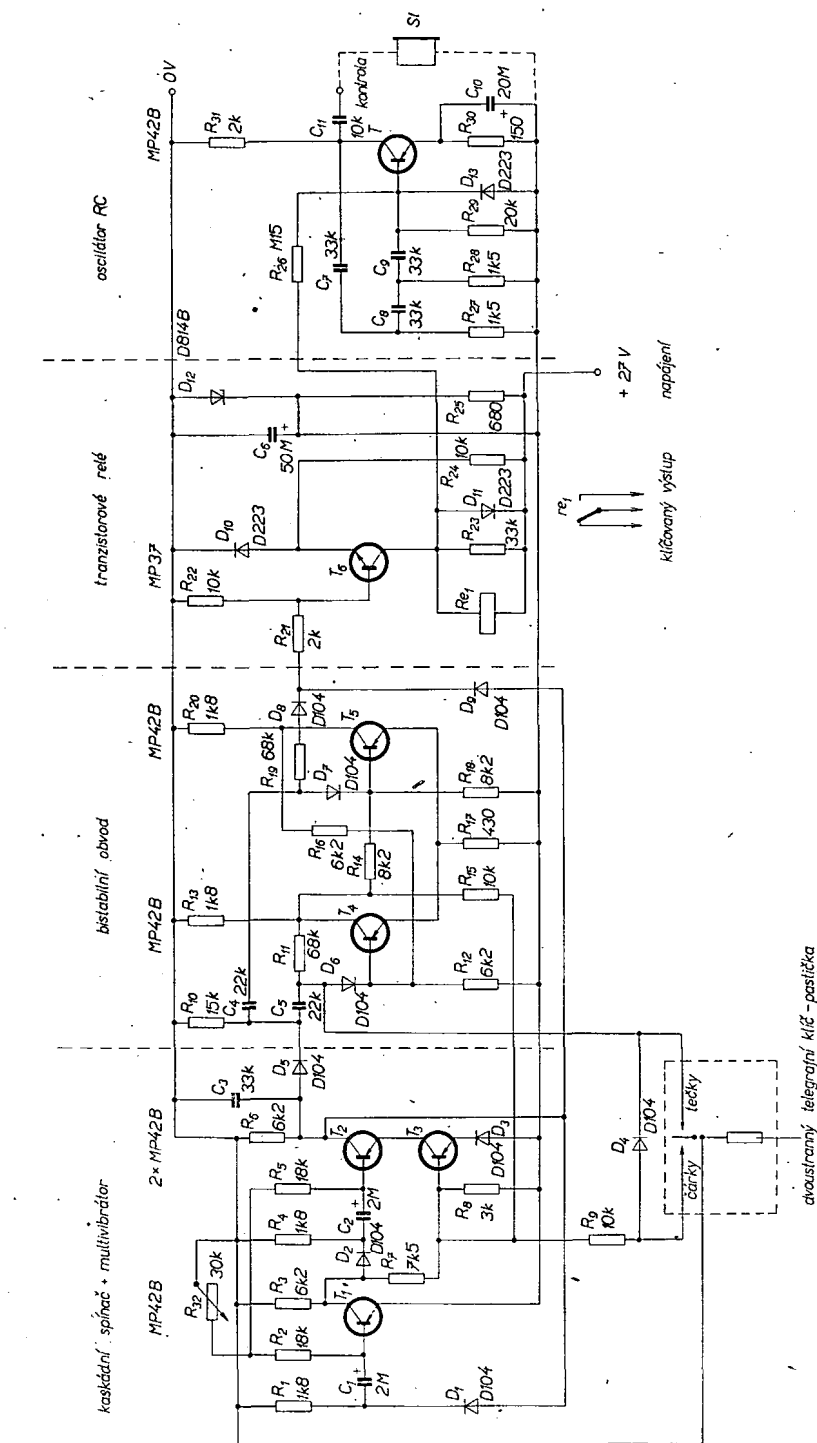 kaskádní spínač + multivibrátor
bistabilní obvod
tranzistorové relé
oscilátor RC
MP42B
2× MP42B
MP42B
MP42B
MP37
D814B
MP42B
0V
R32
30k
R1
1k8
R2
18k
R3
6k2
R4
1k8
R5
18k
R6
6k2
C3
33k
C1
+
2M
T1
D2
D104
C2
+
2M
T2
D5
D104
R7
7k5
T3
D1
D104
R8
3k
D3
D104
R9
10k
D4
D104
čárky
tečky
dvoustranný telegrafní klíč - pastička
R10
15k
C4
22k
C5
22k
R13
1k8
R11
68k
D6
D104
T4
R12
6k2
R16
6k2
R14
8k2
R15
10k
R17
430
R18
8k2
R19
68k
D7
D104
R20
1k8
D8
D104
T5
D9
D104
R21
2k
R22
10k
D10
D223
T6
Re1
R23
33k
D11
D223
R24
10k
R25
680
C6
50M
+
D12
+ 27 V
napájení
re1
klíčovaný výstup
R26
M15
C7
33k
C8
33k
C9
33k
R27
1k5
R28
1k5
R29
20k
D13
D223
R30
150
C10
20M
+
T
C11
10k
kontrola
R31
2k
Sl